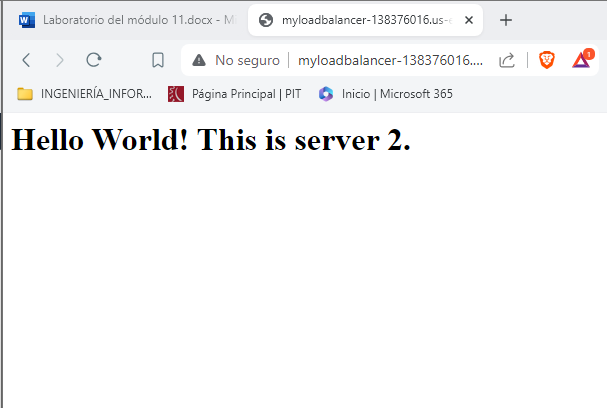 Laboratorio del módulo 11.docx - M
myloadbalancer-138376016.us-e
No seguro
myloadbalancer-138376016....
1
INGENIERÍA_INFOR...
Página Principal | PIT
Inicio | Microsoft 365
Hello World! This is server 2.